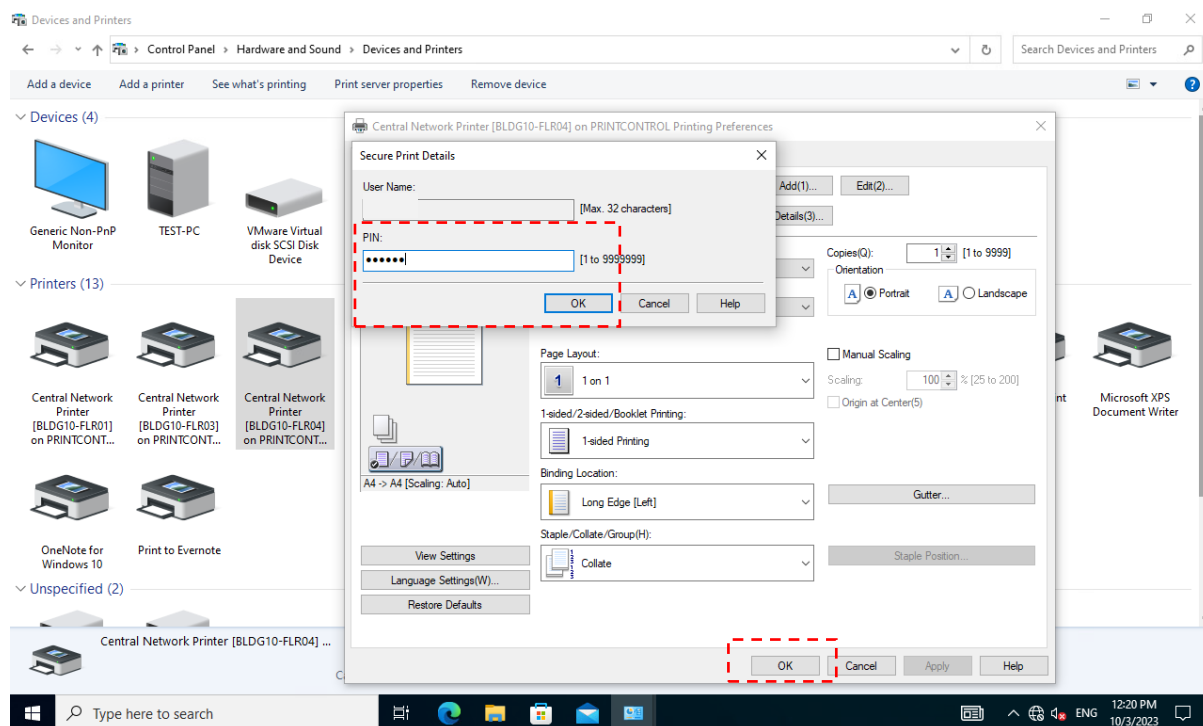 Devices and Printers
Control Panel > Hardware and Sound > Devices and Printers
Search Devices and Printers
Add a device Add a printer See what's printing Print server properties Remove device
Devices (4)
Generic Non-PnP
Monitor
TEST-PC
VMware Virtual
disk SCSI Disk
Device
Printers (13)
Central Network
Printer
[BLDG10-FLR01]
on PRINTCONT...
Central Network
Printer
[BLDG10-FLR03]
on PRINTCONT...
Central Network
Printer
[BLDG10-FLR04]
on PRINTCONT...
nt
Microsoft XPS
Document Writer
OneNote for
Windows 10
Print to Evernote
Unspecified (2)
Central Network Printer [BLDG10-FLR04] ...
Central Network Printer [BLDG10-FLR04] on PRINTCONTROL Printing Preferences
Secure Print Details
User Name:
[Max. 32 characters]
PIN:
[1 to 9999999]
OK Cancel Help
Add(1)... Edit(2)...
Details(3)...
Copies(Q): 1 [1 to 9999]
Orientation
A Portrait A Landscape
Page Layout:
1 1 on 1
Manual Scaling
Scaling: 100 % [25 to 200]
Origin at Center(5)
1-sided/2-sided/Booklet Printing:
1-sided Printing
A4 -> A4 [Scaling: Auto]
Binding Location:
Long Edge [Left]
Gutter...
Staple/Collate/Group(H):
Collate
Staple Position...
View Settings
Language Settings(W)...
Restore Defaults
OK Cancel Apply Help
Type here to search
ENG
12:20 PM
10/3/2023